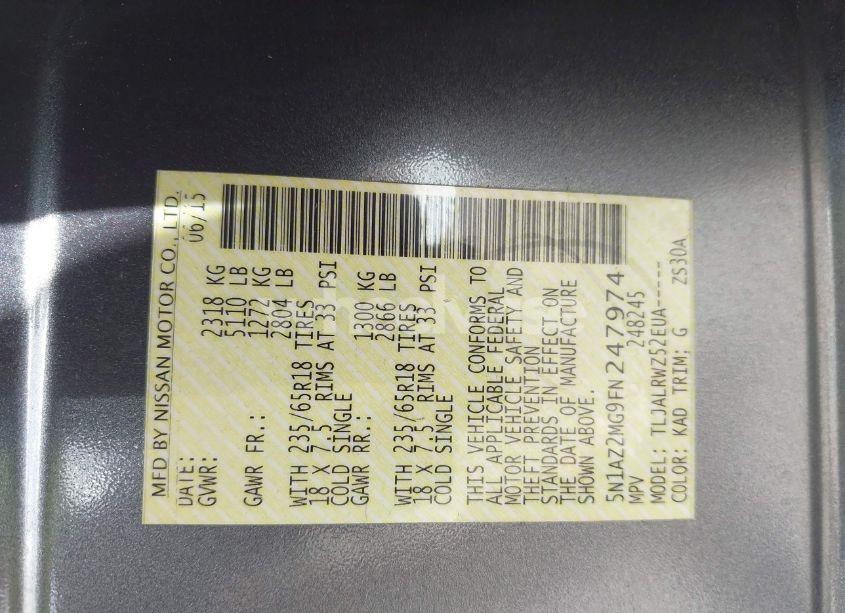 MFD BY NISSAN MOTOR CO., LTD.
DATE: 06/15
GVWR: 2318 KG
5110 LB
GAWR FR.: 1272 KG
2804 LB
WITH 235/65R18 TIRES
18 X 7.5 RIMS AT 33 PSI
COLD SINGLE
GAWR RR.: 1300 KG
2866 LB
WITH 235/65R18 TIRES
18 X 7.5 RIMS AT 33 PSI
COLD SINGLE
THIS VEHICLE CONFORMS TO
ALL APPLICABLE FEDERAL
MOTOR VEHICLE SAFETY AND
THEFT PREVENTION
STANDARDS IN EFFECT ON
THE DATE OF MANUFACTURE
SHOWN ABOVE.
5N1AZ2MG9FN247974
MPV 248245
MODEL: TLJALRWZ52EUA-----
COLOR: KAD TRIM; G ZS30A